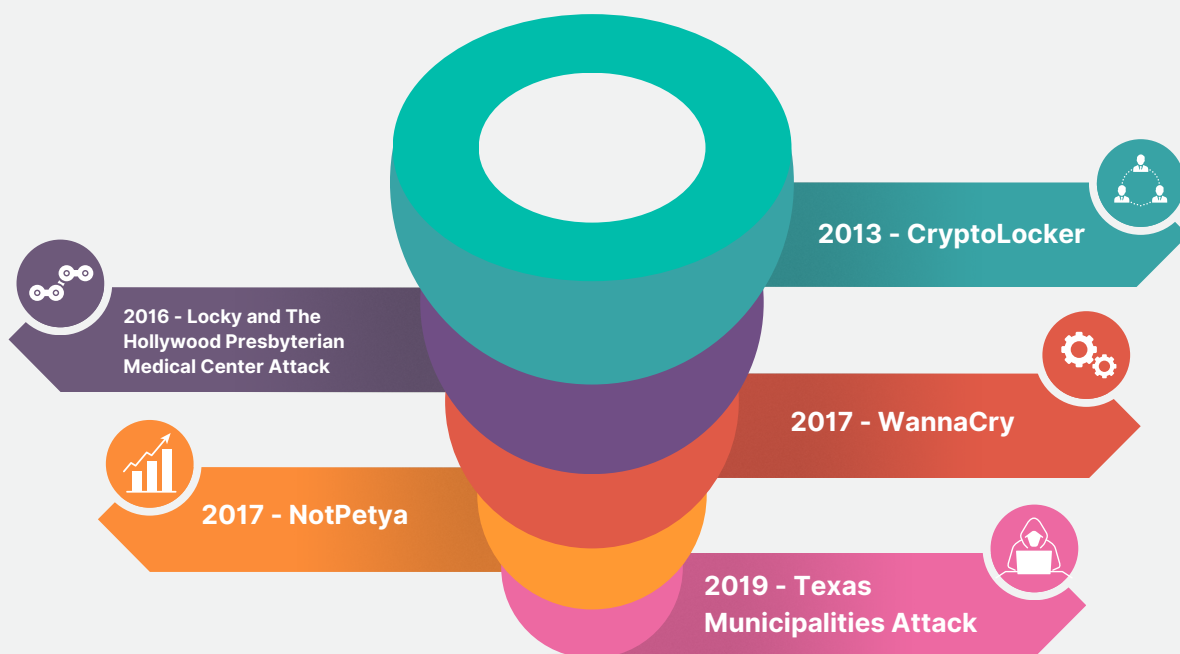 2013 - CryptoLocker
2016 - Locky and The
Hollywood Presbyterian
Medical Center Attack
2017 - WannaCry
2017 - NotPetya
2019 - Texas
Municipalities Attack